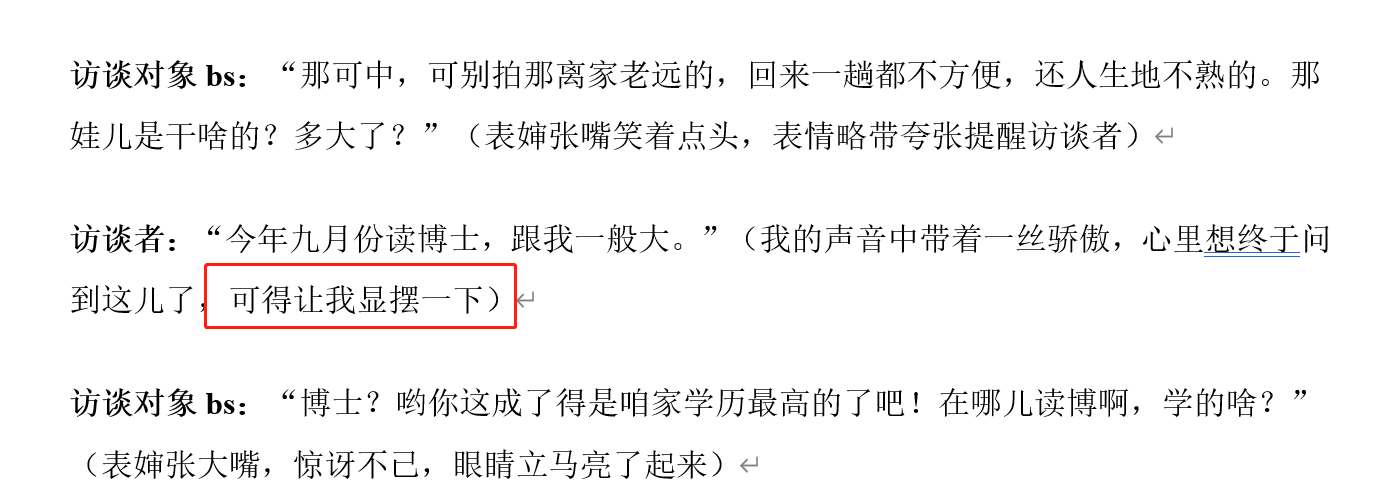 访谈对象 bs：“那可中，可别拍那离家老远的，回来一趟都不方便，还人生地不熟的。那
娃儿是干啥的？多大了？”（表婶张嘴笑着点头，表情略带夸张提醒访谈者）
访谈者：“今年九月份读博士，跟我一般大。”（我的声音中带着一丝骄傲，心里想终于问
到这儿了，可得让我显摆一下）
访谈对象 bs：“博士？哟你这成了得是咱家学历最高的了吧！在哪儿读博啊，学的啥？”
（表婶张大嘴，惊讶不已，眼睛立马亮了起来）